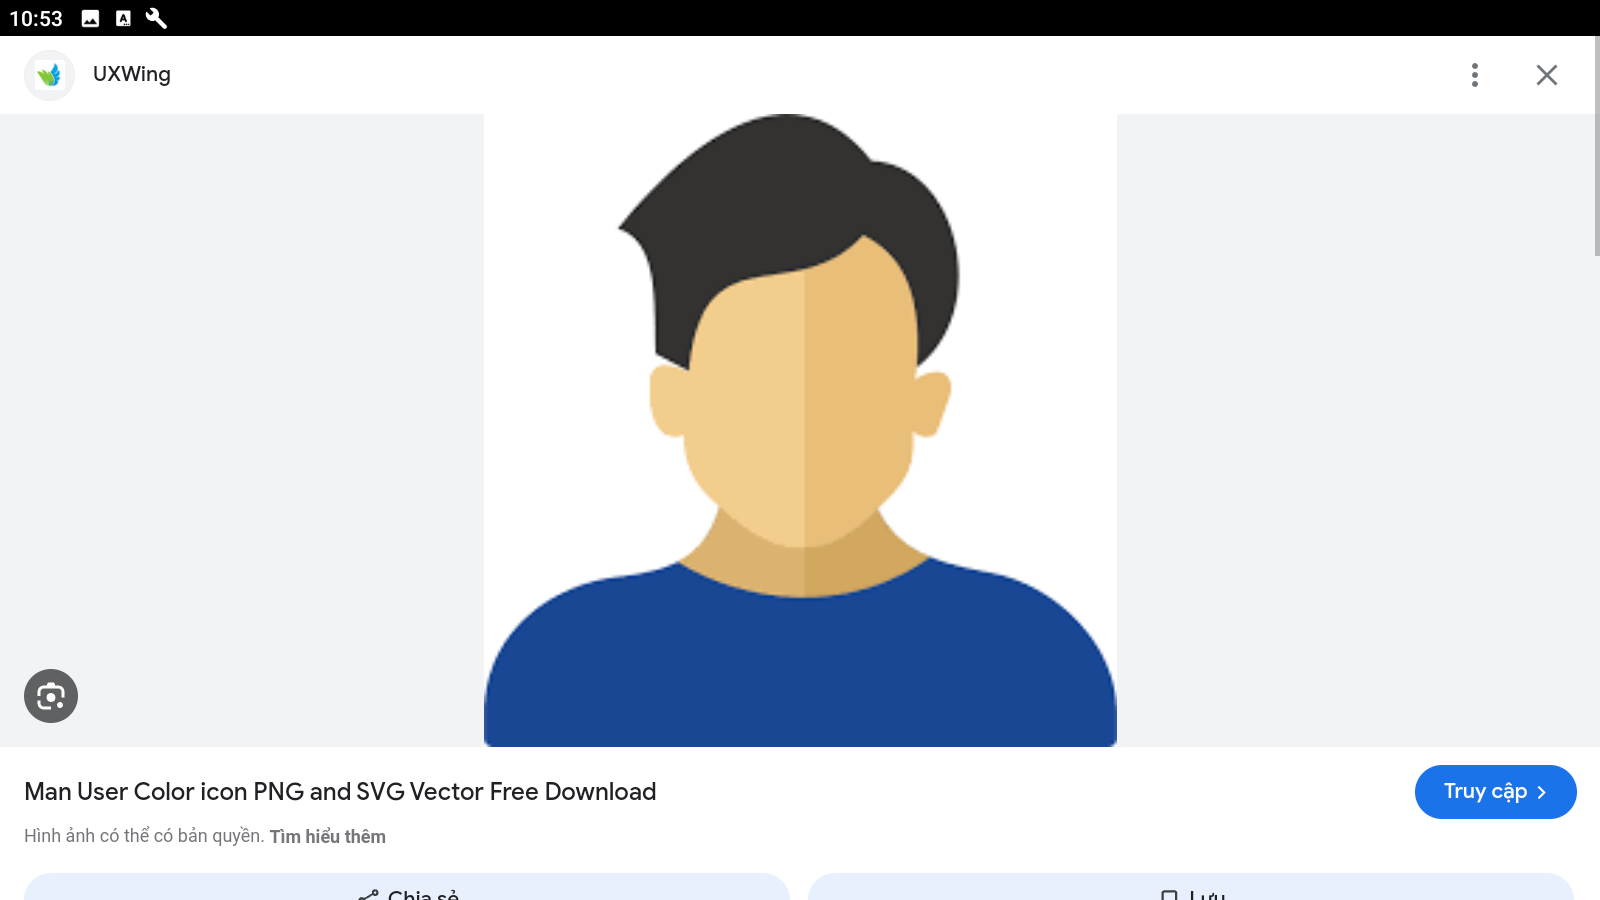 10:53
UXWing
Man User Color icon PNG and SVG Vector Free Download
Truy cập
Hình ảnh có thể có bản quyền. Tìm hiểu thêm
Chia sẻ
Lưu